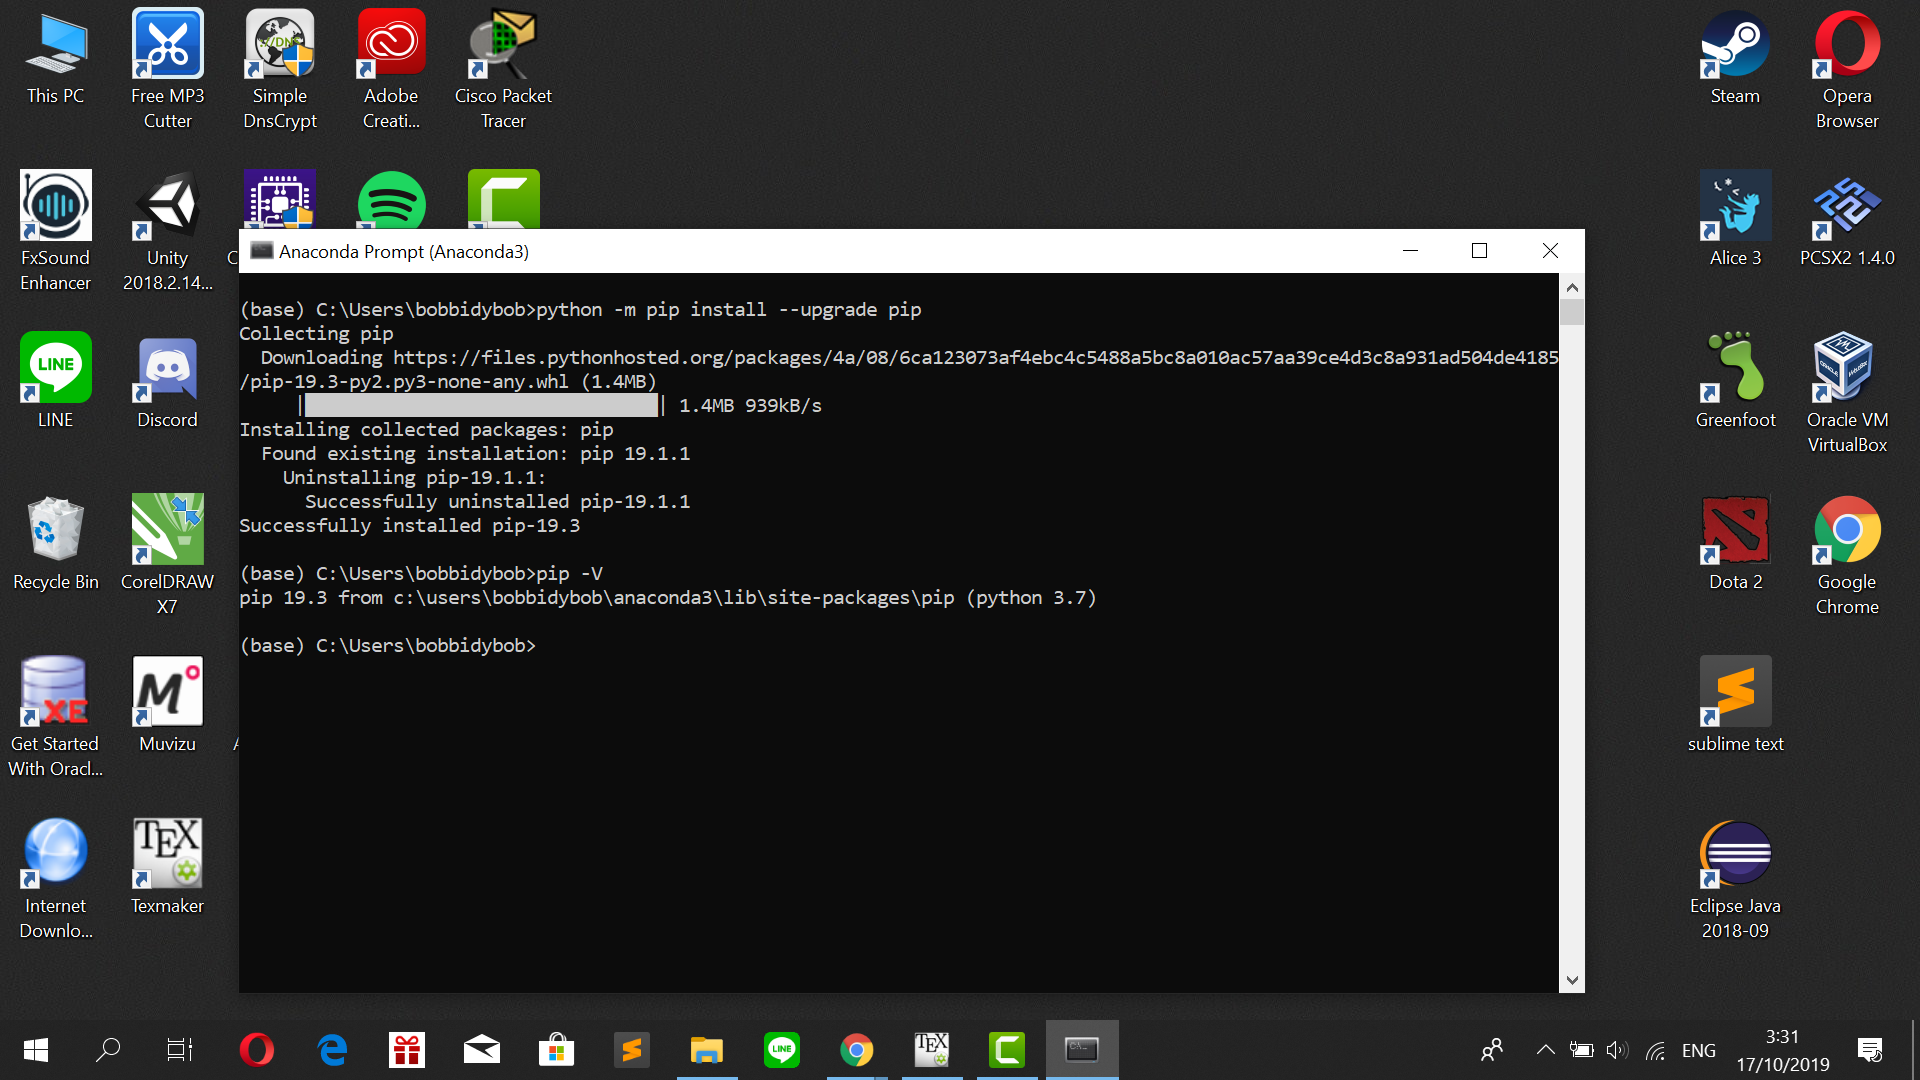 This PC
Free MP3
Cutter
Simple
DnsCrypt
Adobe
Creati...
Cisco Packet
Tracer
Steam
Opera
Browser
FxSound
Enhancer
Unity
2018.2.14...
C
Alice 3
PCSX2 1.4.0
Anaconda Prompt (Anaconda3)
(base) C:\Users\bobbidybob>python -m pip install --upgrade pip
Collecting pip
  Downloading https://files.pythonhosted.org/packages/4a/08/6ca123073af4ebc4c5488a5bc8a010ac57aa39ce4d3c8a931ad504de4185
/pip-19.3-py2.py3-none-any.whl (1.4MB)
| | 1.4MB 939kB/s
Installing collected packages: pip
  Found existing installation: pip 19.1.1
    Uninstalling pip-19.1.1:
      Successfully uninstalled pip-19.1.1
Successfully installed pip-19.3
(base) C:\Users\bobbidybob>pip -V
pip 19.3 from c:\users\bobbidybob\anaconda3\lib\site-packages\pip (python 3.7)
(base) C:\Users\bobbidybob>
LINE
LINE
Discord
Greenfoot
Oracle VM
VirtualBox
Recycle Bin
CorelDRAW
X7
Dota 2
Google
Chrome
XE
Get Started
With Oracl...
M
Muvizu
sublime text
Internet
Downlo...
TEX
Texmaker
Eclipse Java
2018-09
LINE
TEX
ENG
3:31
17/10/2019